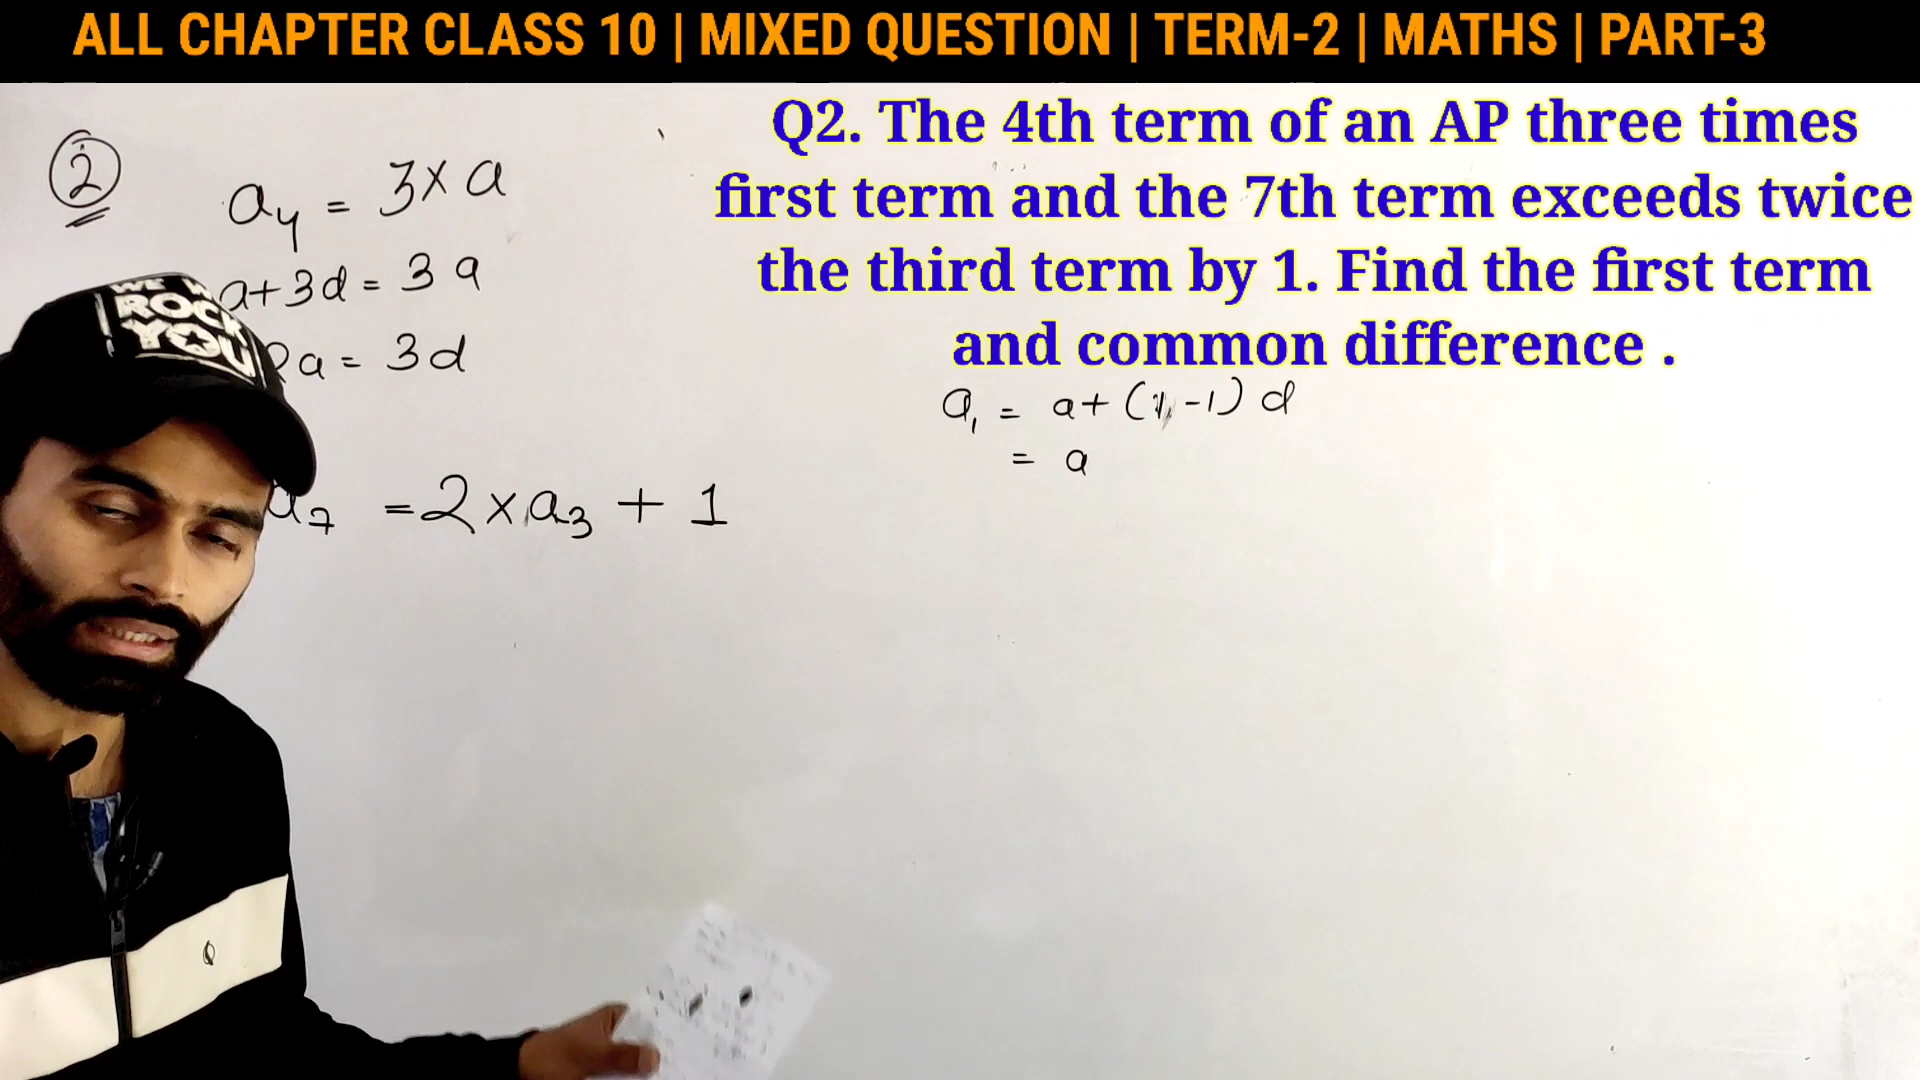 ALL CHAPTER CLASS 10 | MIXED QUESTION | TERM-2 | MATHS | PART-3
Q2. The 4th term of an AP three times
first term and the 7th term exceeds twice
the third term by 1. Find the first term
and common difference .
2
a₄ = 3 × a
a+3d = 3a
2a = 3d
a₇ = 2 × a₃ + 1
a₁ = a + (1-1) d
= a
ROCK
YOU